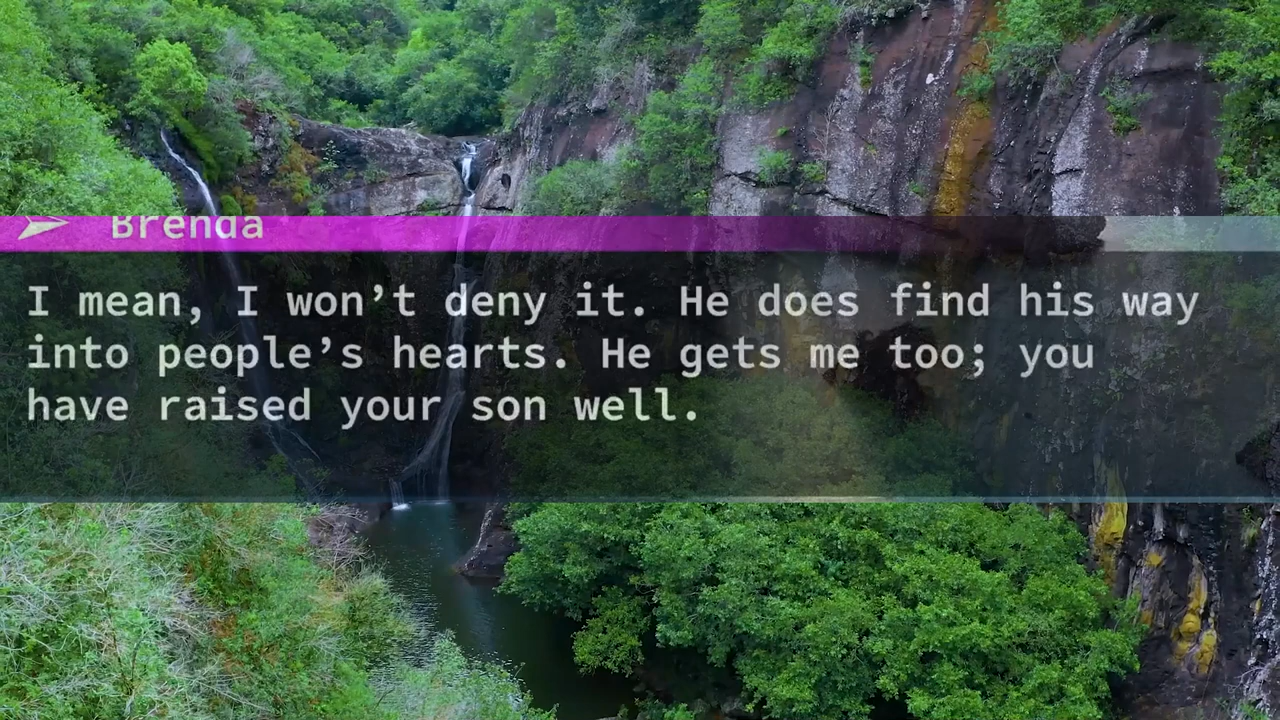 Brenda
I mean, I won’t deny it. He does find his way
into people’s hearts. He gets me too; you
have raised your son well.